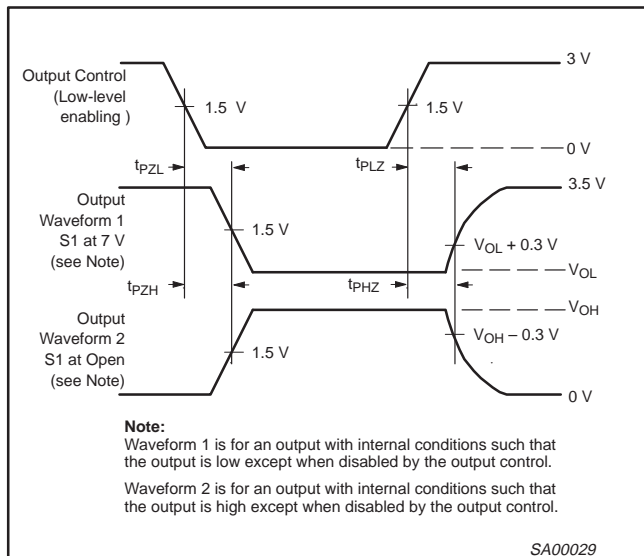 3 V
Output Control
(Low-level
enabling )
1.5 V
1.5 V
0 V
tPZL
tPLZ
3.5 V
Output
Waveform 1
S1 at 7 V
(see Note)
1.5 V
VOL + 0.3 V
VOL
tPZH
tPHZ
VOH
Output
Waveform 2
S1 at Open
(see Note)
1.5 V
VOH – 0.3 V
0 V
Note:
Waveform 1 is for an output with internal conditions such that
the output is low except when disabled by the output control.
Waveform 2 is for an output with internal conditions such that
the output is high except when disabled by the output control.
SA00029